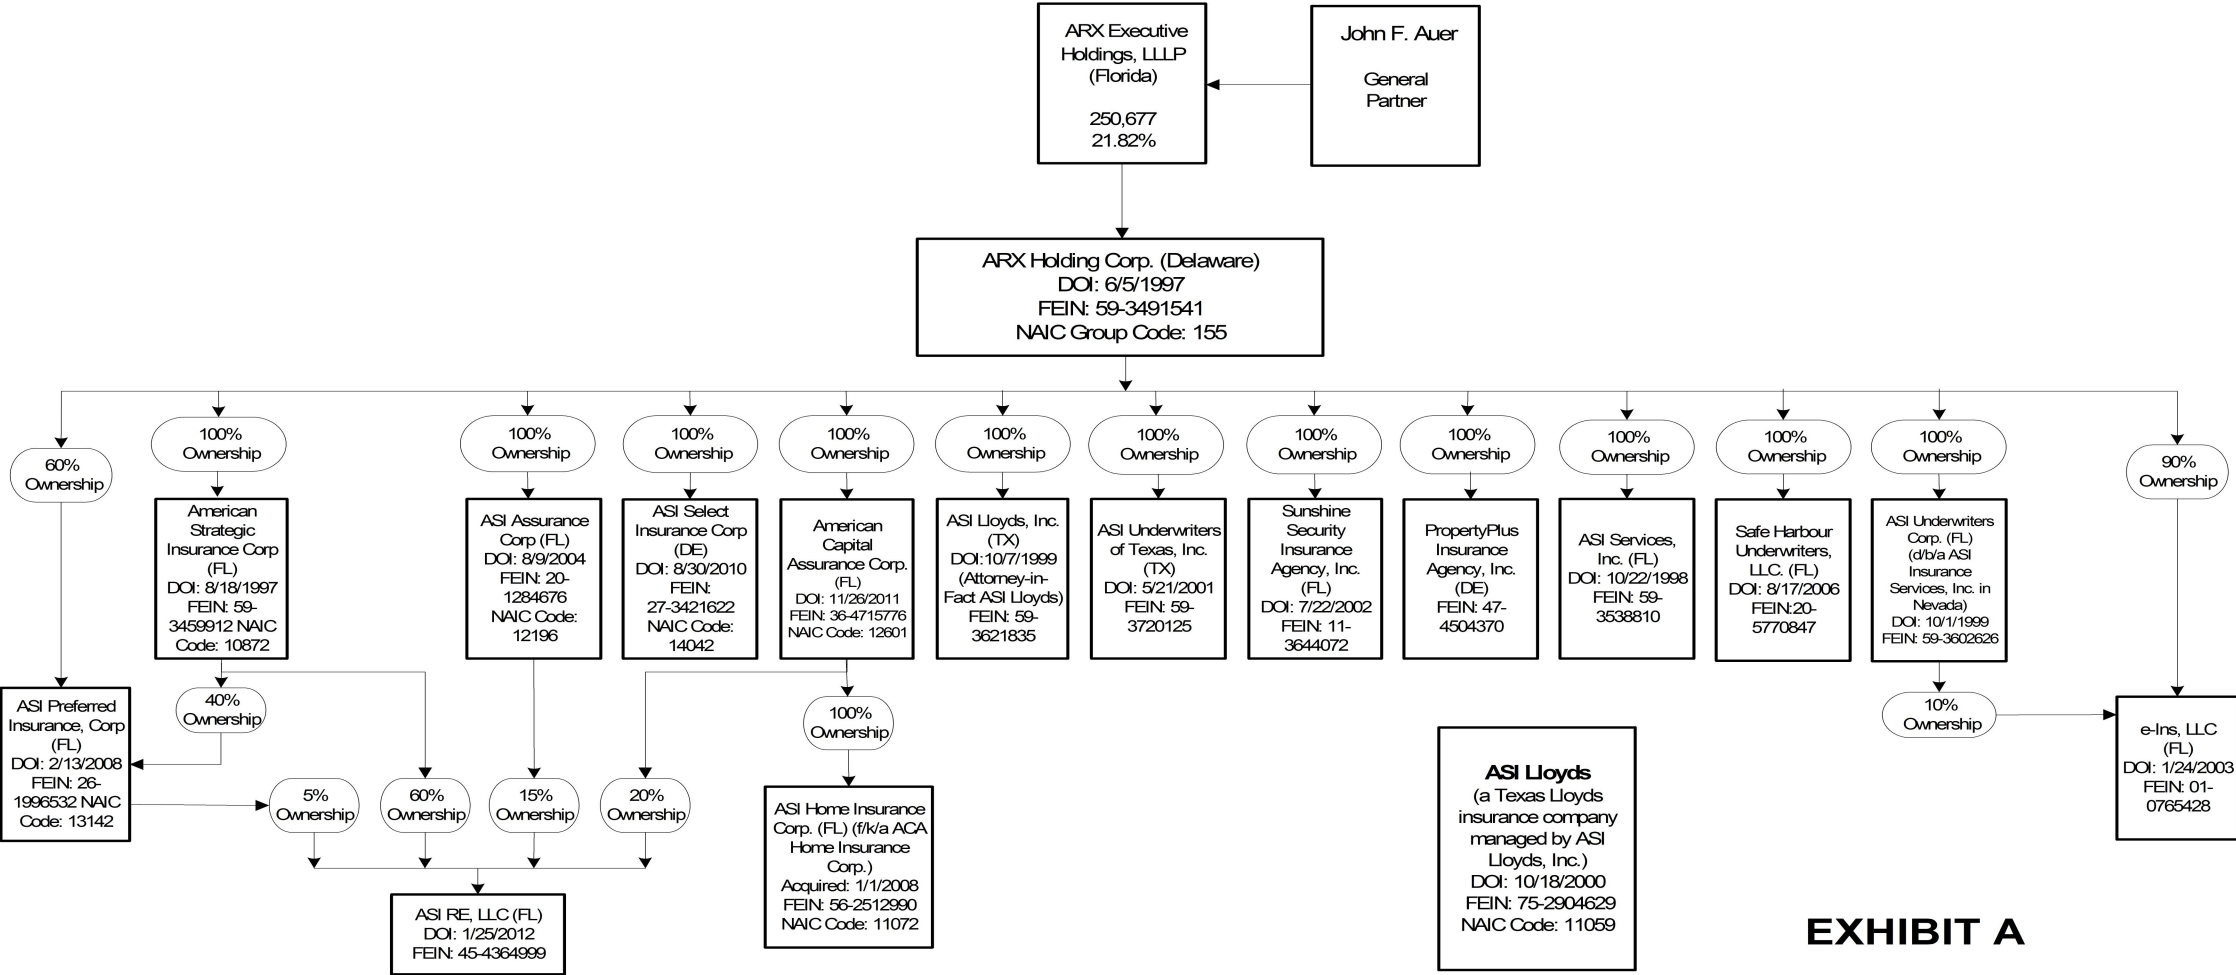 ARX Executive
Holdings, LLLP
(Florida)
250,677
21.82%
John F. Auer
General
Partner
ARX Holding Corp. (Delaware)
DOI: 6/5/1997
FEIN: 59-3491541
NAIC Group Code: 155
60%
Ownership
100%
Ownership
100%
Ownership
100%
Ownership
100%
Ownership
100%
Ownership
100%
Ownership
100%
Ownership
100%
Ownership
100%
Ownership
100%
Ownership
100%
Ownership
90%
Ownership
American
Strategic
Insurance Corp
(FL)
DOI: 8/18/1997
FEIN: 59-
3459912 NAIC
Code: 10872
ASI Assurance
Corp (FL)
DOI: 8/9/2004
FEIN: 20-
1284676
NAIC Code:
12196
ASI Select
Insurance Corp
(DE)
DOI: 8/30/2010
FEIN:
27-3421622
NAIC Code:
14042
American
Capital
Assurance Corp.
(FL)
DOI: 11/26/2011
FEIN: 36-4715776
NAIC Code: 12601
ASI Lloyds, Inc.
(TX)
DOI:10/7/1999
(Attorney-in-
Fact ASI Lloyds)
FEIN: 59-
3621835
ASI Underwriters
of Texas, Inc.
(TX)
DOI: 5/21/2001
FEIN: 59-
3720125
Sunshine
Security
Insurance
Agency, Inc.
(FL)
DOI: 7/22/2002
FEIN: 11-
3644072
PropertyPlus
Insurance
Agency, Inc.
(DE)
FEIN: 47-
4504370
ASI Services,
Inc. (FL)
DOI: 10/22/1998
FEIN: 59-
3538810
Safe Harbour
Underwriters,
LLC. (FL)
DOI: 8/17/2006
FEIN:20-
5770847
ASI Underwriters
Corp. (FL)
(d/b/a ASI
Insurance
Services, Inc. in
Nevada)
DOI: 10/1/1999
FEIN: 59-3602626
ASI Preferred
Insurance, Corp
(FL)
DOI: 2/13/2008
FEIN: 26-
1996532 NAIC
Code: 13142
40%
Ownership
100%
Ownership
10%
Ownership
e-Ins, LLC
(FL)
DOI: 1/24/2003
FEIN: 01-
0765428
5%
Ownership
60%
Ownership
15%
Ownership
20%
Ownership
ASI Home Insurance
Corp. (FL) (f/k/a ACA
Home Insurance
Corp.)
Acquired: 1/1/2008
FEIN: 56-2512990
NAIC Code: 11072
ASI Lloyds
(a Texas Lloyds
insurance company
managed by ASI
Lloyds, Inc.)
DOI: 10/18/2000
FEIN: 75-2904629
NAIC Code: 11059
ASI RE, LLC (FL)
DOI: 1/25/2012
FEIN: 45-4364999
EXHIBIT A